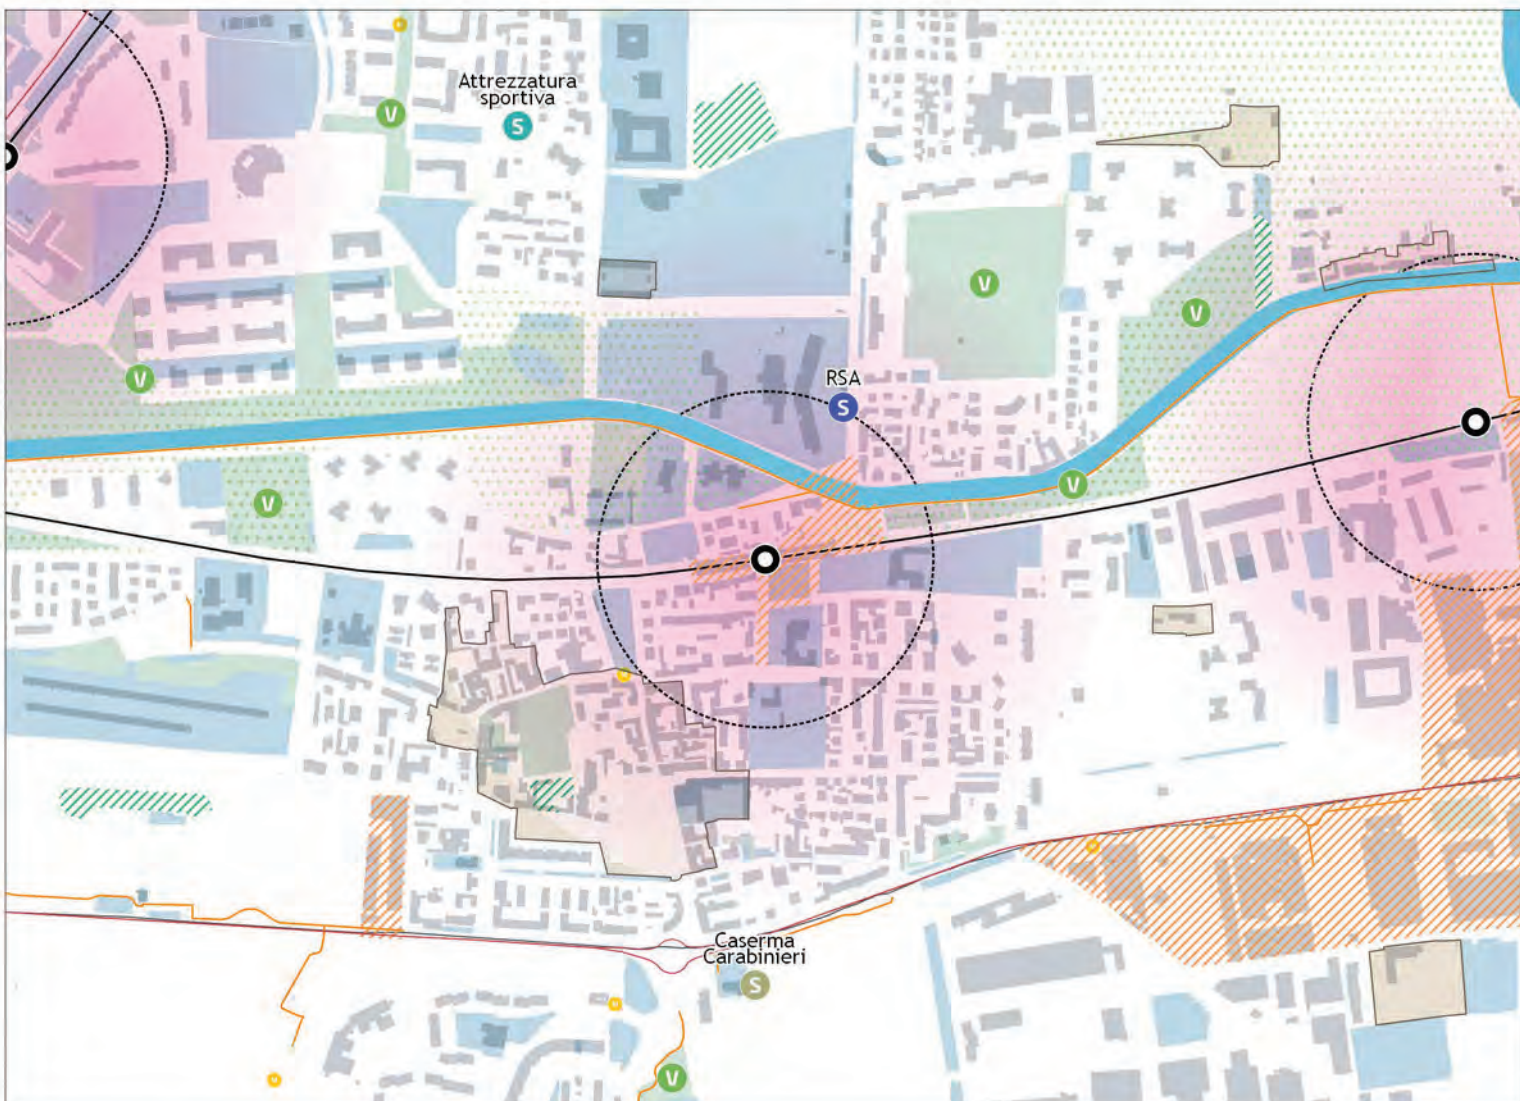 Attrezzatura
sportiva
V
S
V
V
RSA
S
V
V
V
Caserma
Carabinieri
S
V